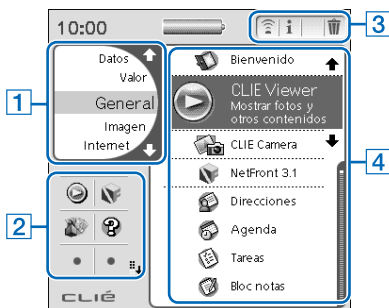 10:00
i
3
Datos
Valor
General
Imagen
Internet
1
Bienvenido
CLIE Viewer
Mostrar fotos y
otros contenidos
CLIE Camera
NetFront 3.1
Direcciones
Agenda
Tareas
Bloc notas
4
2
CLIÉ